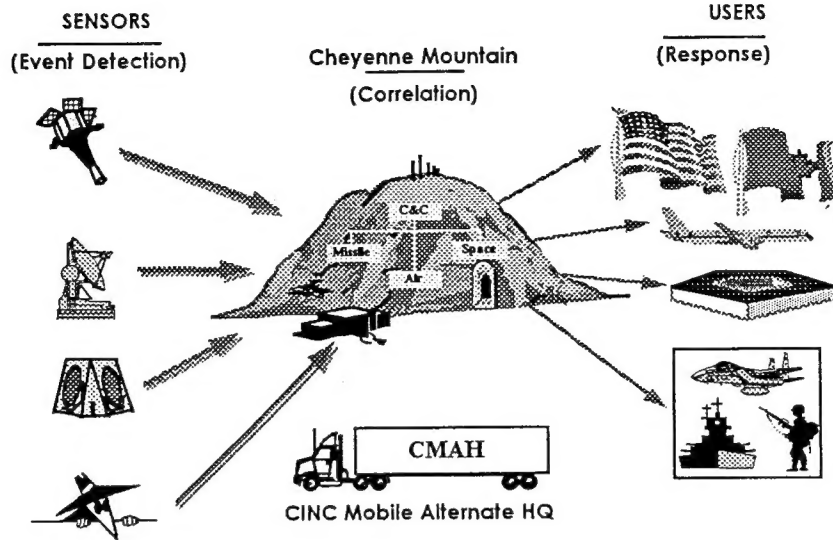 SENSORS
(Event Detection)
Cheyenne Mountain
(Correlation)
USERS
(Response)
C&C
Missile
Space
Air
CMAH
CINC Mobile Alternate HQ